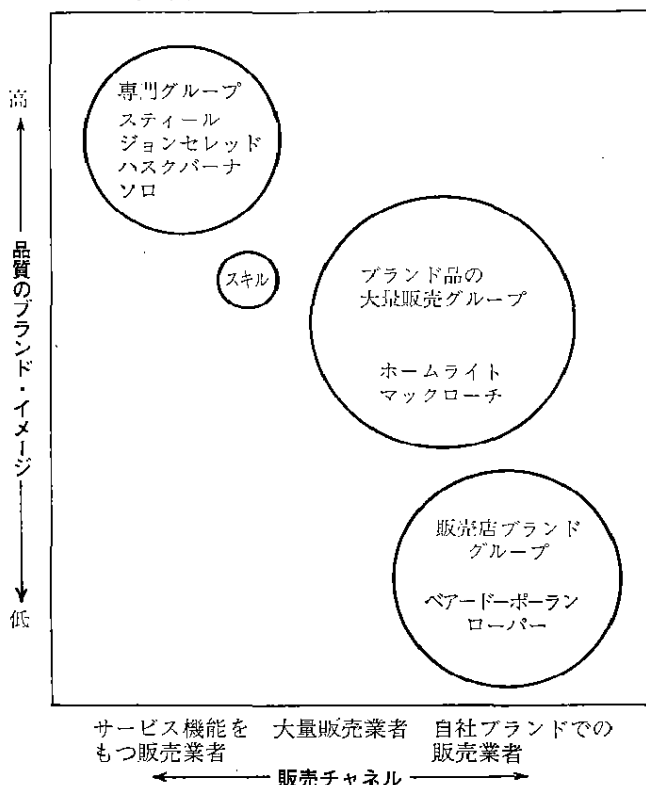 高
品質のブランド・イメージ
低
専門グループ
スティール
ジョンセレッド
ハスクバーナ
ソロ
スキル
ブランド品の
大量販売グループ
ホームライト
マックローチ
販売店ブランド
グループ
ベアードーポーラン
ローパー
サービス機能を
もつ販売業者
大量販売業者
自社ブランドでの
販売業者
販売チャネル